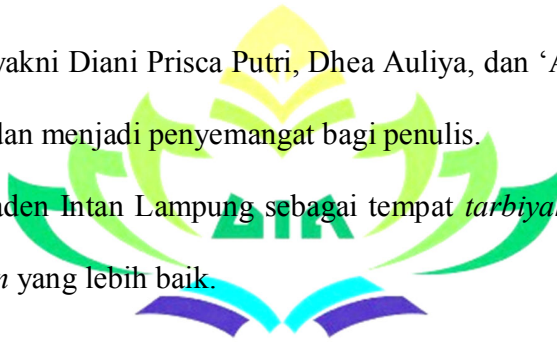 yakni Diani Prisca Putri, Dhea Auliya, dan ‘A
dan menjadi penyemangat bagi penulis.
aden Intan Lampung sebagai tempat tarbiya
n yang lebih baik.